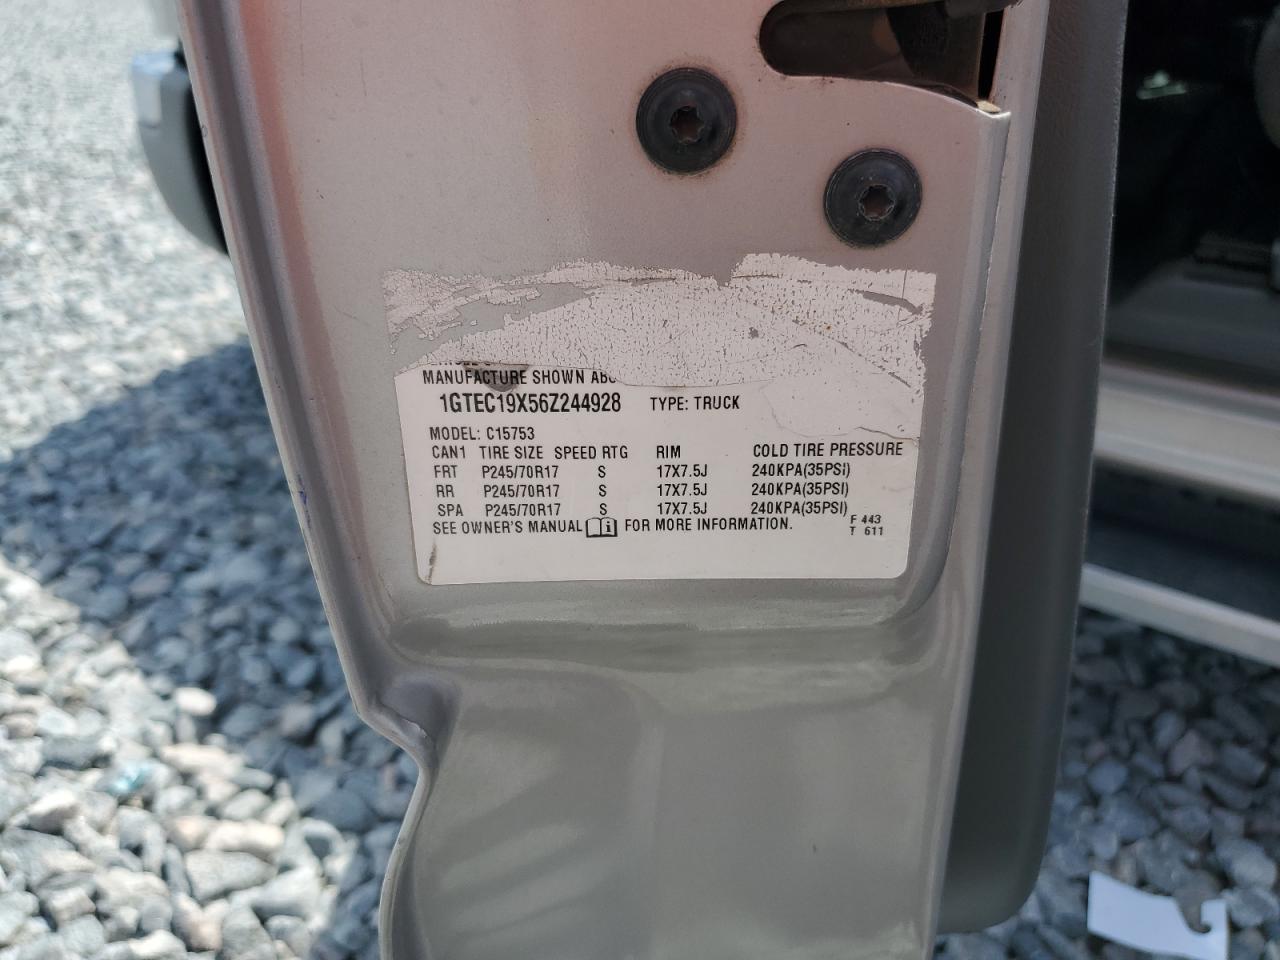 MANUFACTURE SHOWN
1GTEC19X56Z244928 TYPE: TRUCK
MODEL: C15753
CAN1 TIRE SIZE SPEED RTG RIM COLD TIRE PRESSURE
FRT P245/70R17 S 17X7.5J 240KPA(35PSI)
RR P245/70R17 S 17X7.5J 240KPA(35PSI)
SPA P245/70R17 S 17X7.5J 240KPA(35PSI)
SEE OWNER'S MANUAL i FOR MORE INFORMATION. F 443
T 611